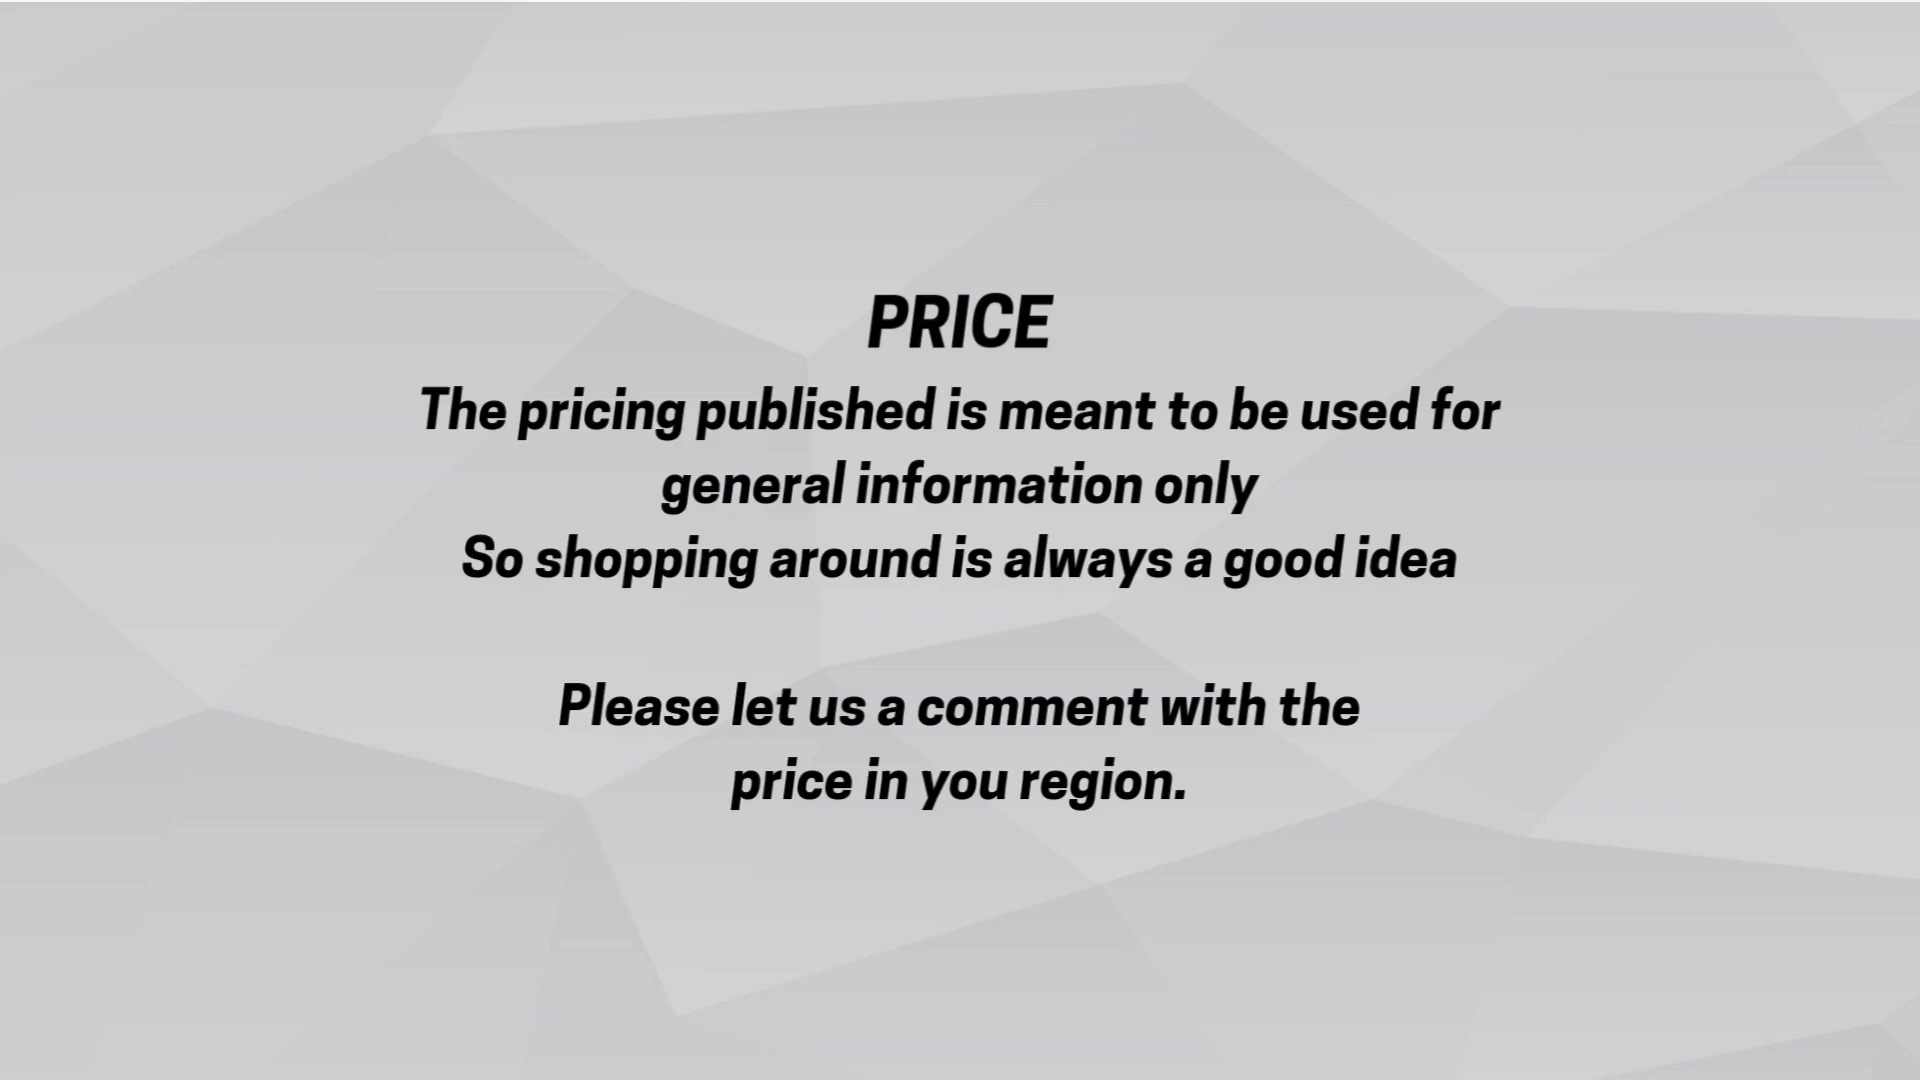 PRICE
The pricing published is meant to be used for
general information only
So shopping around is always a good idea
Please let us a comment with the
price in you region.